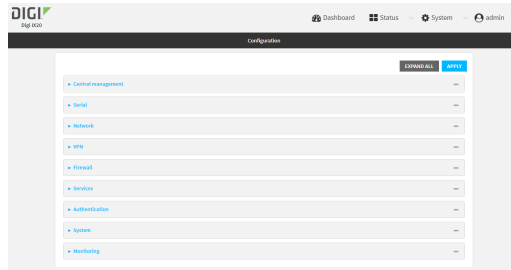 DIGI
Digi IX20
Dashboard Status System admin
Configuration
EXPAND ALL APPLY
Central management
Serial
Network
VPN
Firewall
Services
Authentication
System
Monitoring